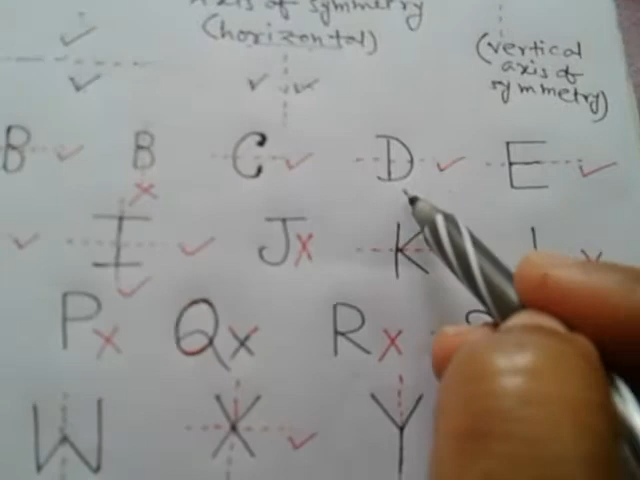 axis of symmetry
(horizontal)
(vertical
axis of
symmetry)
B B C D E
I J K
P Q R
W X Y